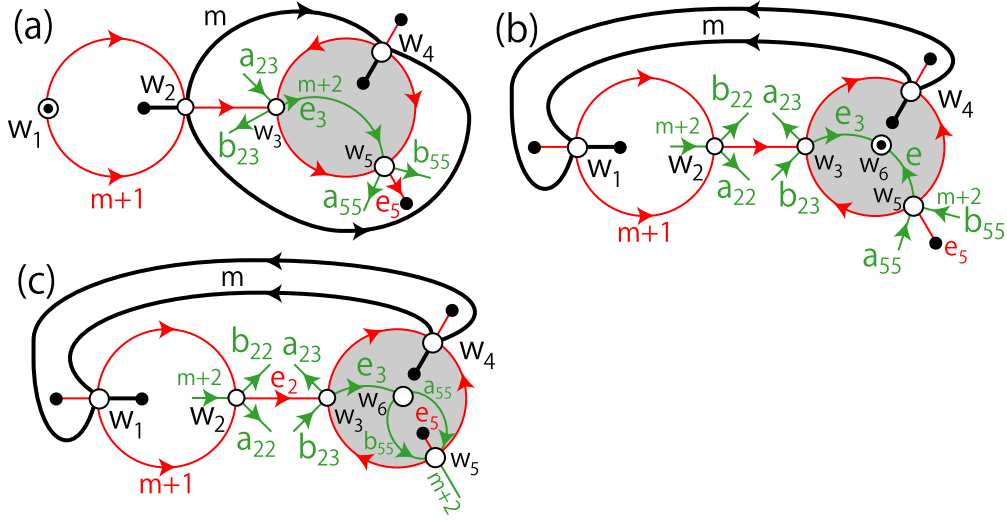 (a)
m
w₄
a₂₃
w₂
m+2
e₃
w₁
w₃
b₂₃
w₅
b₅₅
m+1
a₅₅
e₅
(b)
m
w₄
b₂₂
a₂₃
e₃
m+2
w₁
w₂
w₃
w₆
e
a₂₂
b₂₃
w₅
m+2
b₅₅
m+1
a₅₅
e₅
(c)
m
w₄
b₂₂
a₂₃
e₃
m+2
e₂
a₅₅
w₁
w₂
w₃
w₆
e₅
a₂₂
b₂₃
b₅₅
w₅
m+1
m+2